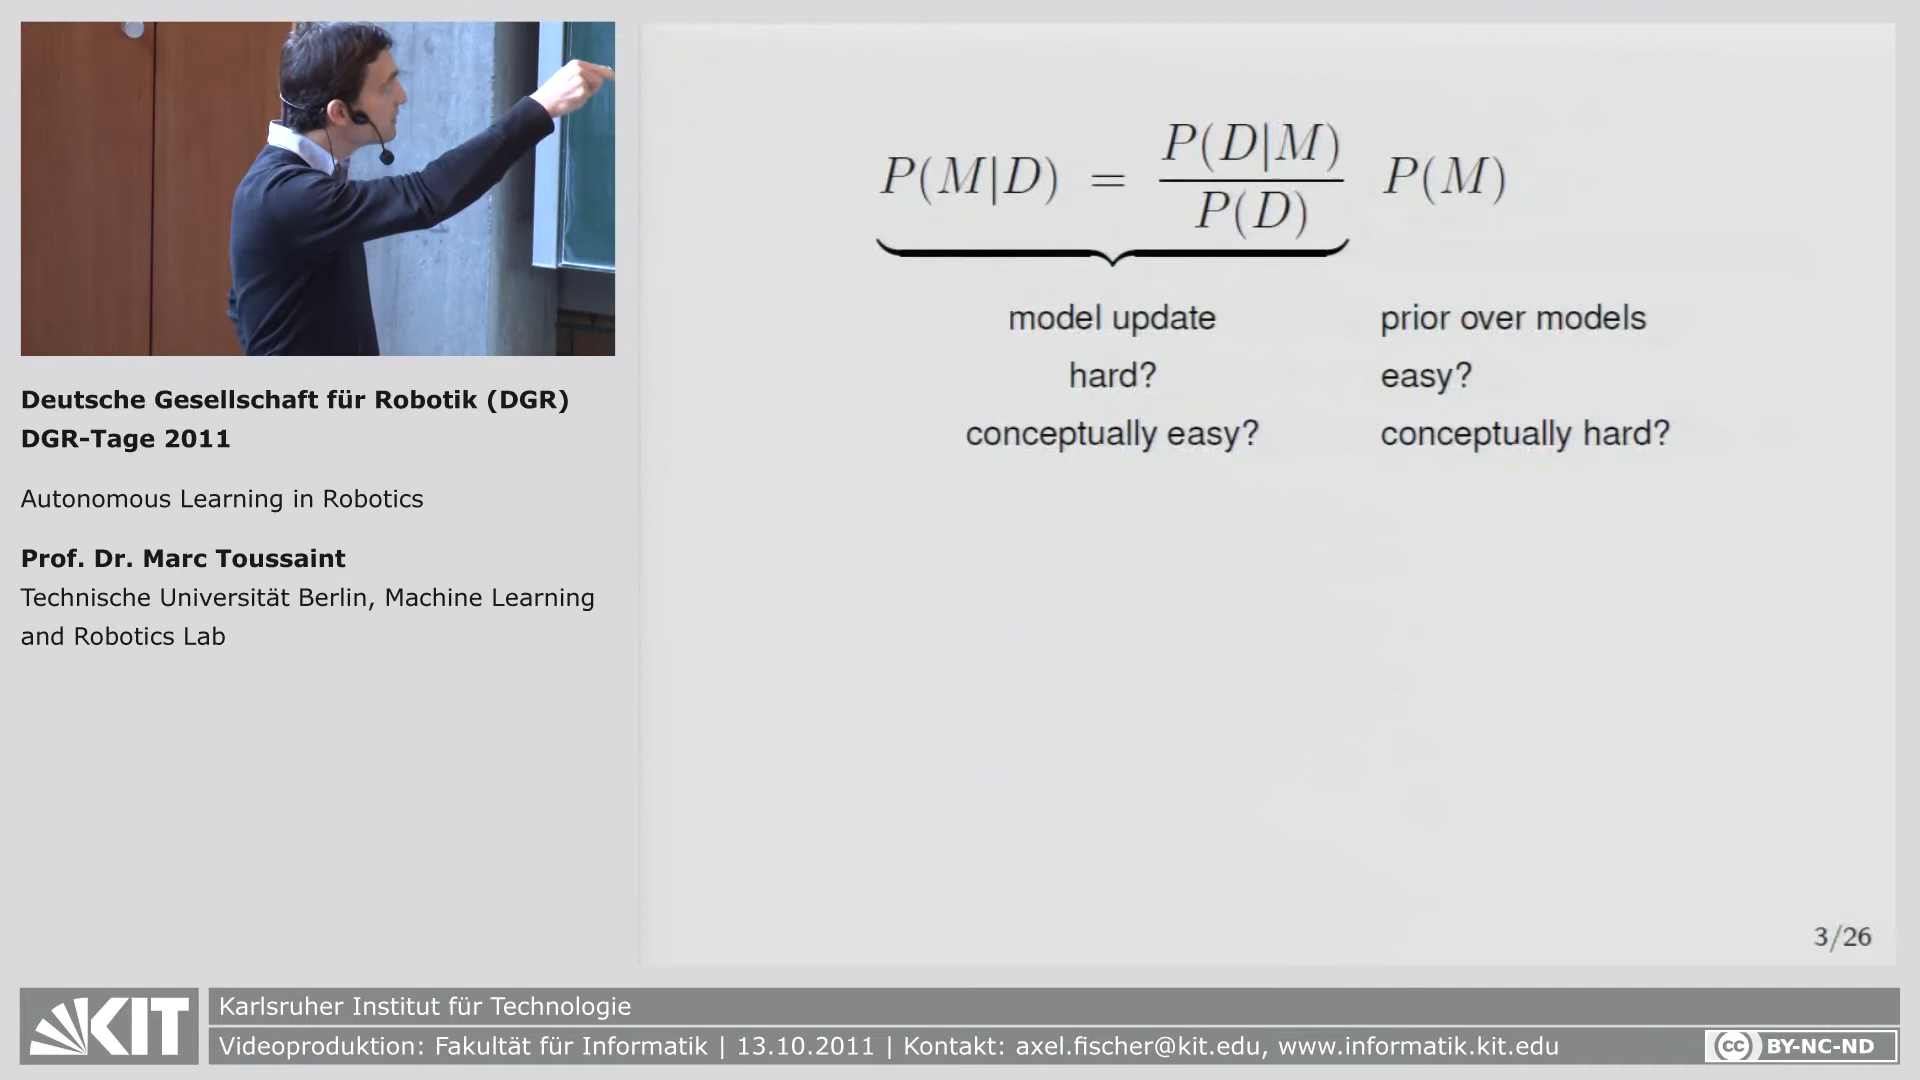 P(M|D) = P(D|M) / P(D) P(M)
model update
prior over models
hard?
easy?
conceptually easy?
conceptually hard?
3/26
Deutsche Gesellschaft für Robotik (DGR)
DGR-Tage 2011
Autonomous Learning in Robotics
Prof. Dr. Marc Toussaint
Technische Universität Berlin, Machine Learning
and Robotics Lab
KIT
Karlsruher Institut für Technologie
Videoproduktion: Fakultät für Informatik | 13.10.2011 | Kontakt: axel.fischer@kit.edu, www.informatik.kit.edu
cc BY-NC-ND